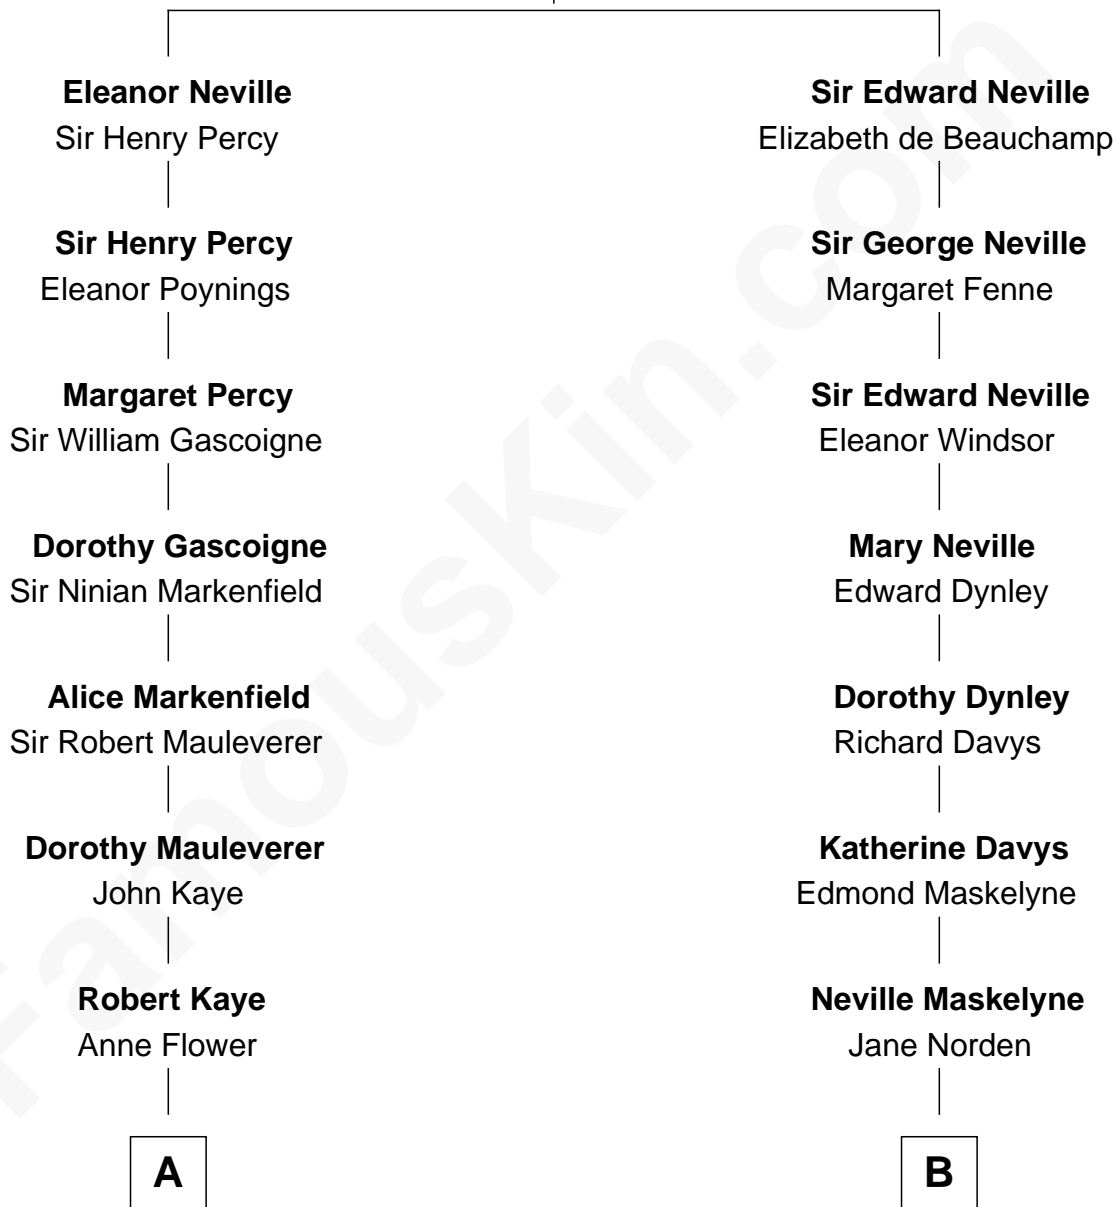 Eleanor Neville
Sir Henry Percy
Sir Henry Percy
Eleanor Poynings
Margaret Percy
Sir William Gascoigne
Dorothy Gascoigne
Sir Ninian Markenfield
Alice Markenfield
Sir Robert Mauleverer
Dorothy Mauleverer
John Kaye
Robert Kaye
Anne Flower
A
Sir Edward Neville
Elizabeth de Beauchamp
Sir George Neville
Margaret Fenne
Sir Edward Neville
Eleanor Windsor
Mary Neville
Edward Dynley
Dorothy Dynley
Richard Davys
Katherine Davys
Edmond Maskelyne
Neville Maskelyne
Jane Norden
B
FamousKin.com